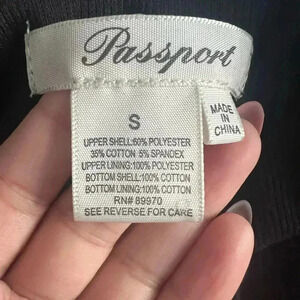 Passport
S
MADE IN
CHINA
UPPER SHELL:60% POLYESTER
35% COTTON 5% SPANDEX
UPPER LINING:100% POLYESTER
BOTTOM SHELL:100% COTTON
BOTTOM LINING:100% COTTON
RN# 89970
SEE REVERSE FOR CARE